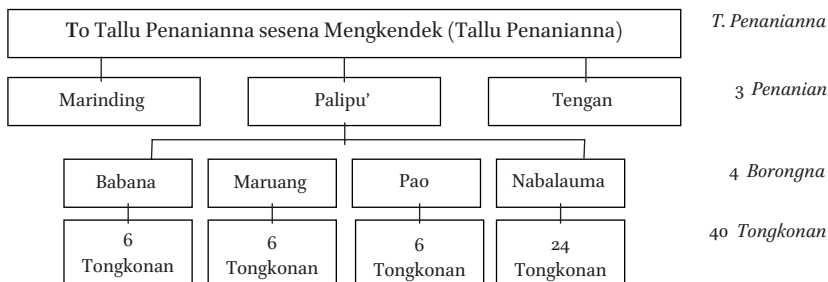 To Tallu Penanianna sesena Mengkendek (Tallu Penanianna)
T. Penanianna
Marinding
Palipu’
Tengan
3 Penanian
Babana
Maruang
Pao
Nabalauma
4 Borongna
6
Tongkonan
6
Tongkonan
6
Tongkonan
24
Tongkonan
40 Tongkonan